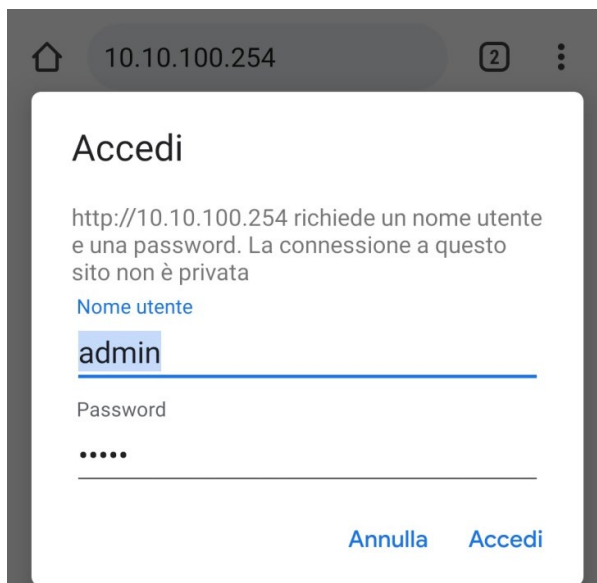 10.10.100.254
2
Accedi
http://10.10.100.254 richiede un nome utente
e una password. La connessione a questo
sito non è privata
Nome utente
admin
Password
•••••
Annulla
Accedi